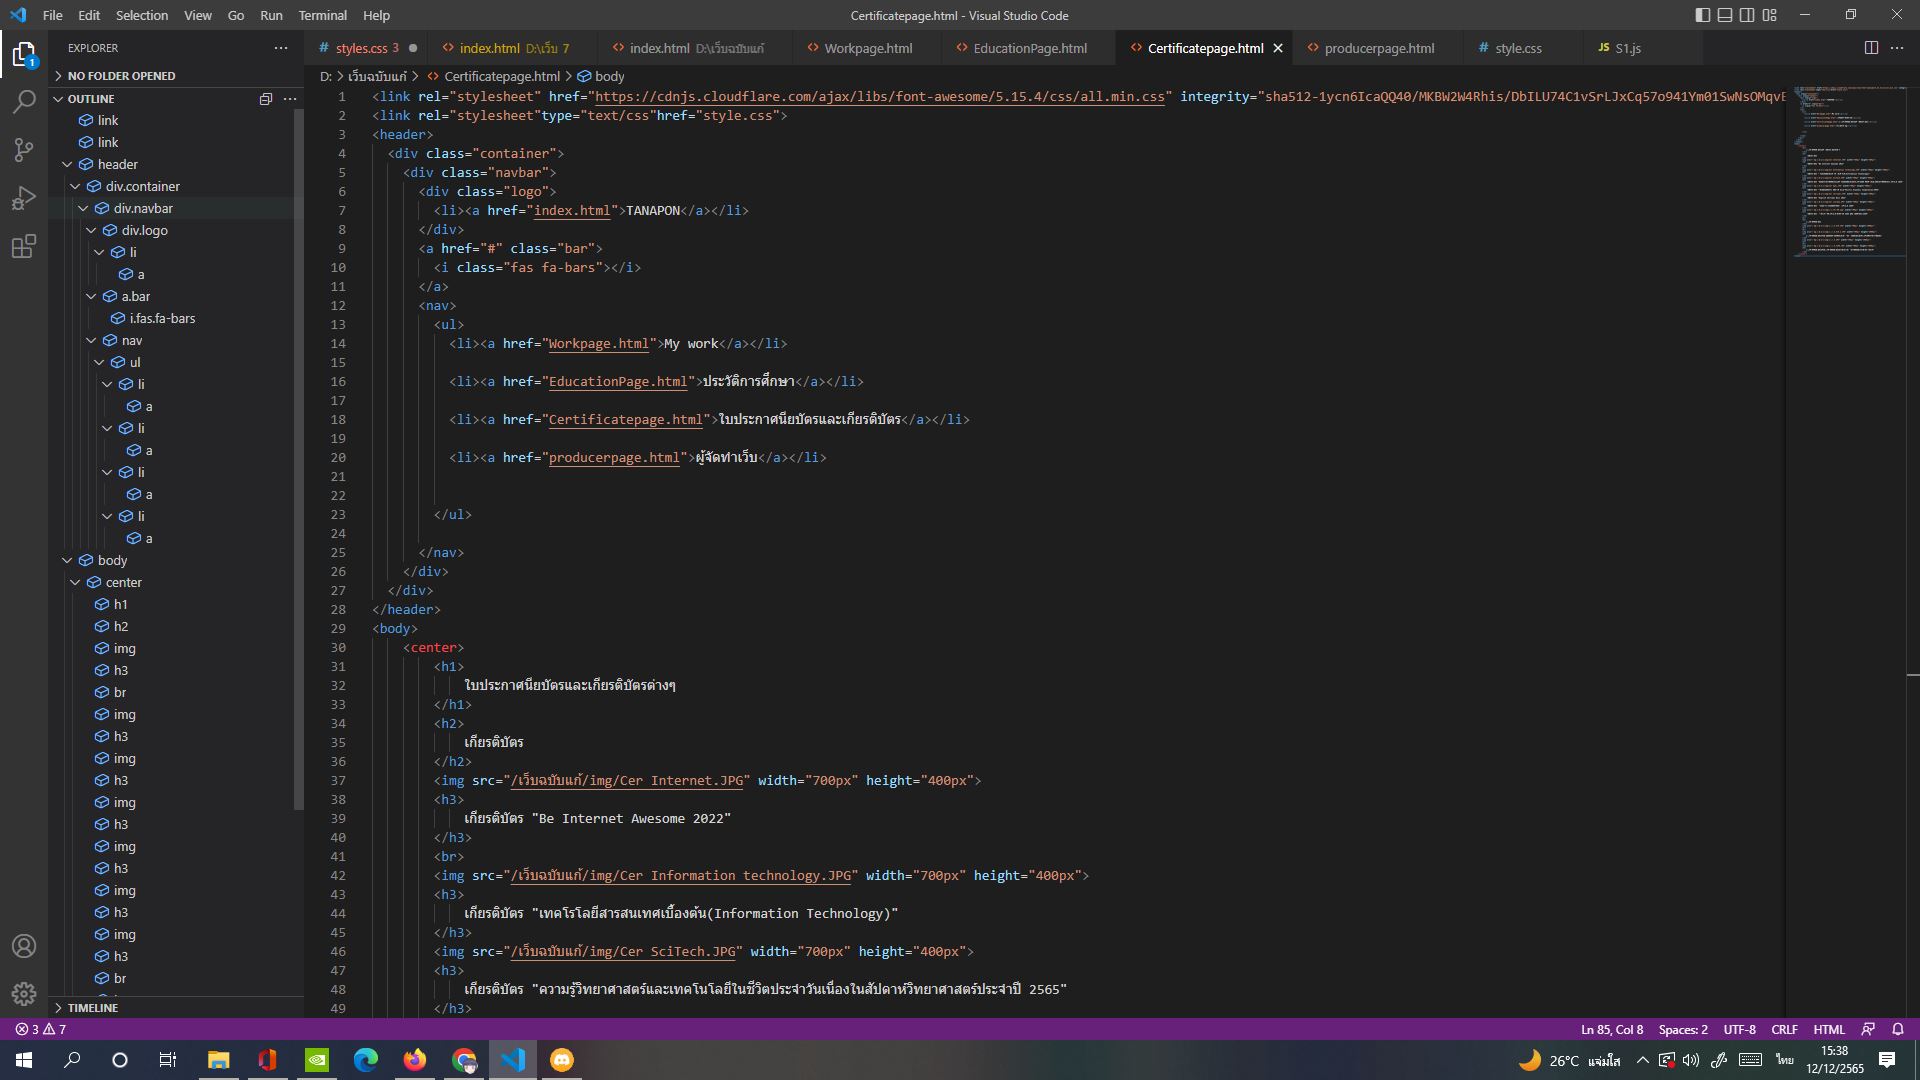 File Edit Selection View Go Run Terminal Help
Certificatepage.html - Visual Studio Code
EXPLORER
styles.css 3
index.html D:\เว็บ 7
index.html D:\เว็บฉบับแก้
Workpage.html
EducationPage.html
Certificatepage.html
producerpage.html
style.css
JS S1.js
1
NO FOLDER OPENED
OUTLINE
link
link
header
div.container
div.navbar
div.logo
li
a
a.bar
i.fas.fa-bars
nav
ul
li
a
li
a
li
a
li
a
body
center
h1
h2
img
h3
br
img
h3
img
h3
img
h3
img
h3
img
h3
img
h3
br
TIMELINE
D: > เว็บฉบับแก้ > Certificatepage.html > body
1 <link rel="stylesheet" href="https://cdnjs.cloudflare.com/ajax/libs/font-awesome/5.15.4/css/all.min.css" integrity="sha512-1ycn6IcaQQ40/MKBW2W4Rhis/DbILU74C1vSrLJxCq57o941Ym01SwNsOMqvE
2 <link rel="stylesheet"type="text/css"href="style.css">
3 <header>
4 <div class="container">
5 <div class="navbar">
6 <div class="logo">
7 <li><a href="index.html">TANAPON</a></li>
8 </div>
9 <a href="#" class="bar">
10 <i class="fas fa-bars"></i>
11 </a>
12 <nav>
13 <ul>
14 <li><a href="Workpage.html">My work</a></li>
15
16 <li><a href="EducationPage.html">ประวัติการศึกษา</a></li>
17
18 <li><a href="Certificatepage.html">ใบประกาศนียบัตรและเกียรติบัตร</a></li>
19
20 <li><a href="producerpage.html">ผู้จัดทำเว็บ</a></li>
21
22
23 </ul>
24
25 </nav>
26 </div>
27 </div>
28 </header>
29 <body>
30 <center>
31 <h1>
32 ใบประกาศนียบัตรและเกียรติบัตรต่างๆ
33 </h1>
34 <h2>
35 เกียรติบัตร
36 </h2>
37 <img src="/เว็บฉบับแก้/img/Cer Internet.JPG" width="700px" height="400px">
38 <h3>
39 เกียรติบัตร "Be Internet Awesome 2022"
40 </h3>
41 <br>
42 <img src="/เว็บฉบับแก้/img/Cer Information technology.JPG" width="700px" height="400px">
43 <h3>
44 เกียรติบัตร "เทคโรโลยีสารสนเทศเบื้องต้น(Information Technology)"
45 </h3>
46 <img src="/เว็บฉบับแก้/img/Cer SciTech.JPG" width="700px" height="400px">
47 <h3>
48 เกียรติบัตร "ความรู้วิทยาศาสตร์และเทคโนโลยีในชีวิตประจำวันเนื่องในสัปดาห์วิทยาศาสตร์ประจำปี 2565"
49 </h3>
3 7
Ln 85, Col 8 Spaces: 2 UTF-8 CRLF HTML
26°C แจ่มใส
ไทย
15:38
12/12/2565